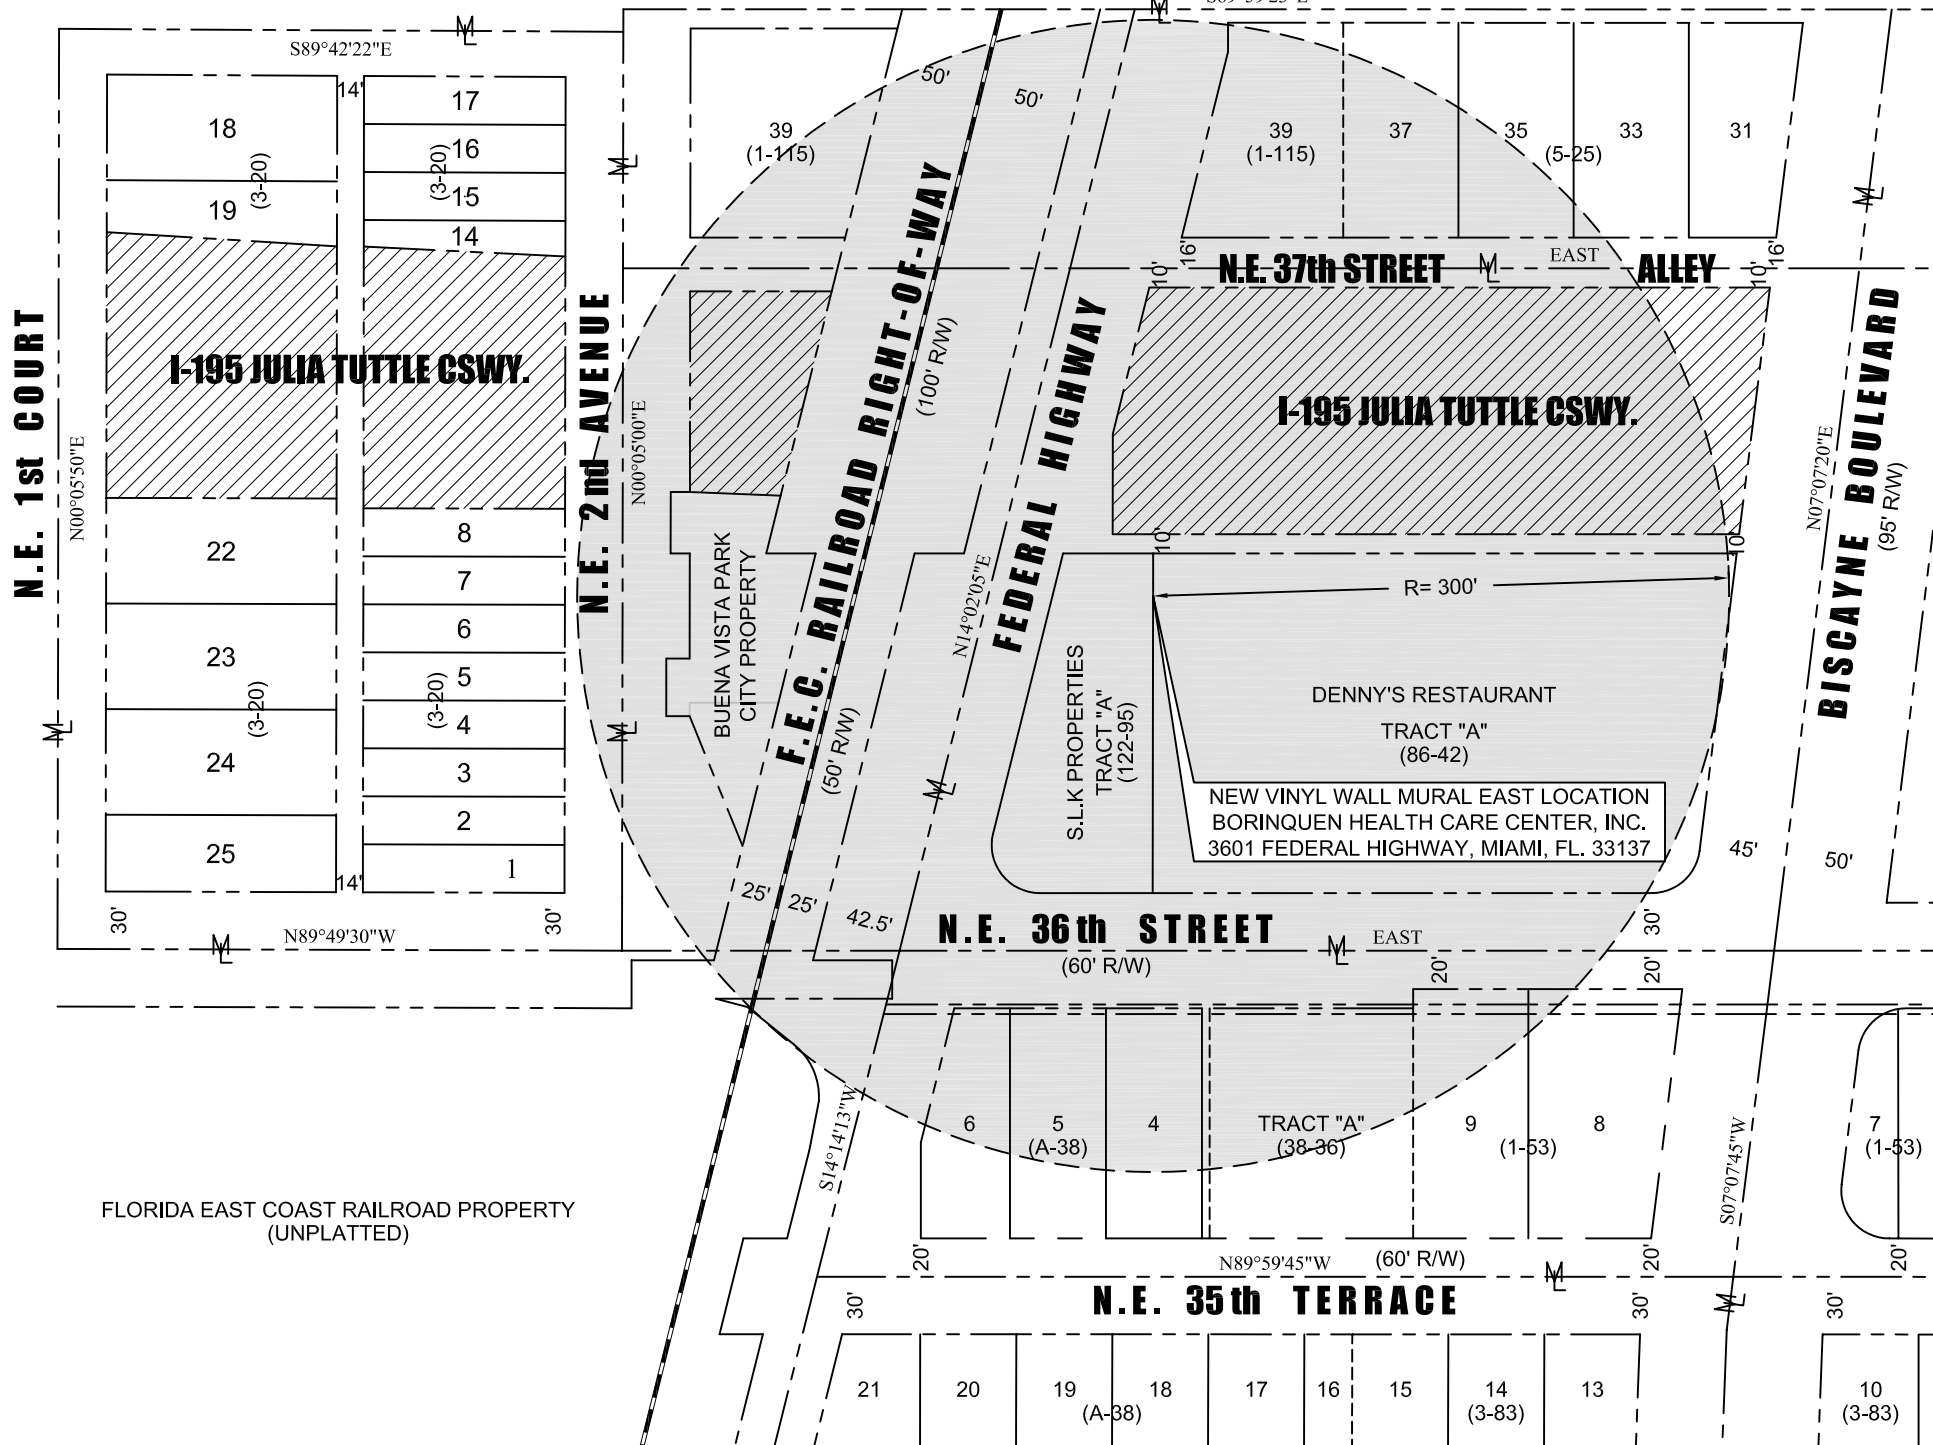 S89°42'22"E
14'
18
(3-20)
19
17
16
(3-20)
15
14
50'
50'
39
(1-115)
39
(1-115)
37
35
(5-25)
33
31
16'
10'
N.E. 37th STREET
EAST
ALLEY
10'
16'
I-195 JULIA TUTTLE CSWY.
I-195 JULIA TUTTLE CSWY.
N.E. 1st COURT
N00°05'50"E
N.E. 2nd AVENUE
N00°05'00"E
F.E.C. RAILROAD RIGHT-OF-WAY
(100' R/W)
(50' R/W)
FEDERAL HIGHWAY
N14°02'05"E
BISCAYNE BOULEVARD
(95' R/W)
N07°07'20"E
22
23
(3-20)
24
25
14'
8
7
6
5
(3-20)
4
3
2
1
BUENA VISTA PARK
CITY PROPERTY
10'
10'
R= 300'
S.L.K PROPERTIES
TRACT "A"
(122-95)
DENNY'S RESTAURANT
TRACT "A"
(86-42)
NEW VINYL WALL MURAL EAST LOCATION
BORINQUEN HEALTH CARE CENTER, INC.
3601 FEDERAL HIGHWAY, MIAMI, FL. 33137
45'
50'
25'
25'
42.5'
30'
30'
N89°49'30"W
N.E. 36th STREET
(60' R/W)
EAST
30'
20'
20'
6
5
(A-38)
4
TRACT "A"
(38-36)
9
(1-53)
8
7
(1-53)
S14°14'13"W
S07°07'45"W
FLORIDA EAST COAST RAILROAD PROPERTY
(UNPLATTED)
20'
N89°59'45"W
(60' R/W)
20'
20'
30'
N.E. 35th TERRACE
30'
30'
21
20
19
(A-38)
18
17
16
15
14
(3-83)
13
10
(3-83)